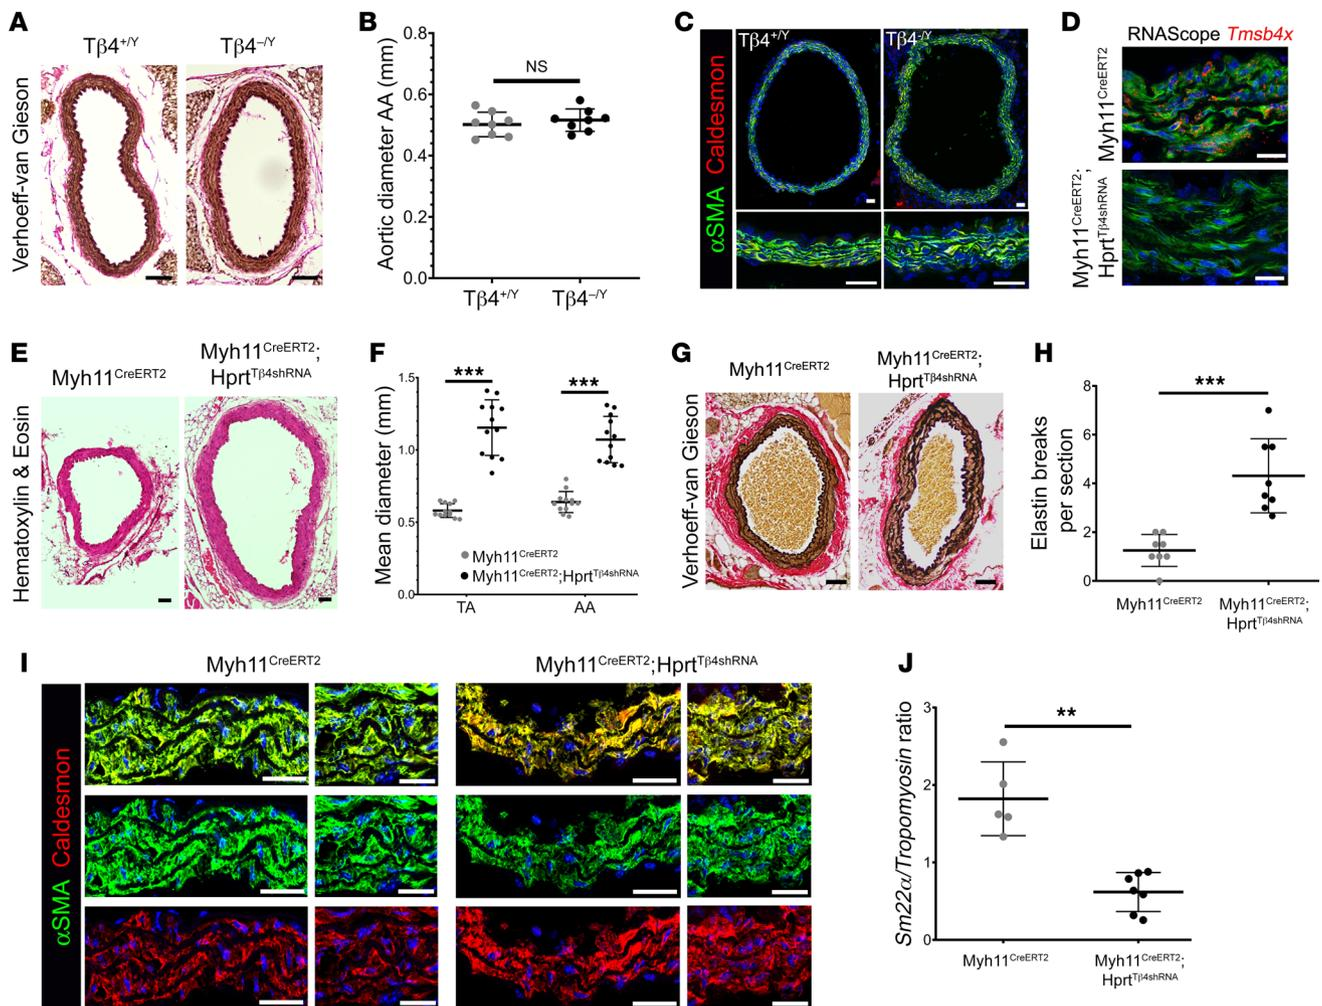 A
Tβ4+/Y
Tβ4−/Y
Verhoeff-van Gieson
B
Aortic diameter AA (mm)
0.8
0.6
0.4
0.2
0.0
NS
Tβ4+/Y
Tβ4−/Y
C
αSMA Caldesmon
Tβ4+/Y
Tβ4-/Y
D
RNAScope Tmsb4x
Myh11CreERT2
Myh11CreERT2;
HprtTβ4shRNA
E
Myh11CreERT2
Myh11CreERT2;
HprtTβ4shRNA
Hematoxylin & Eosin
F
Mean diameter (mm)
1.5
1.0
0.5
0.0
***
***
Myh11CreERT2
Myh11CreERT2;HprtTβ4shRNA
TA
AA
G
Myh11CreERT2
Myh11CreERT2;
HprtTβ4shRNA
Verhoeff-van Gieson
H
Elastin breaks
per section
8
6
4
2
0
***
Myh11CreERT2
Myh11CreERT2;
HprtTβ4shRNA
I
Myh11CreERT2
Myh11CreERT2;HprtTβ4shRNA
αSMA Caldesmon
J
Sm22α/Tropomyosin ratio
3
2
1
0
**
Myh11CreERT2
Myh11CreERT2;
HprtTβ4shRNA